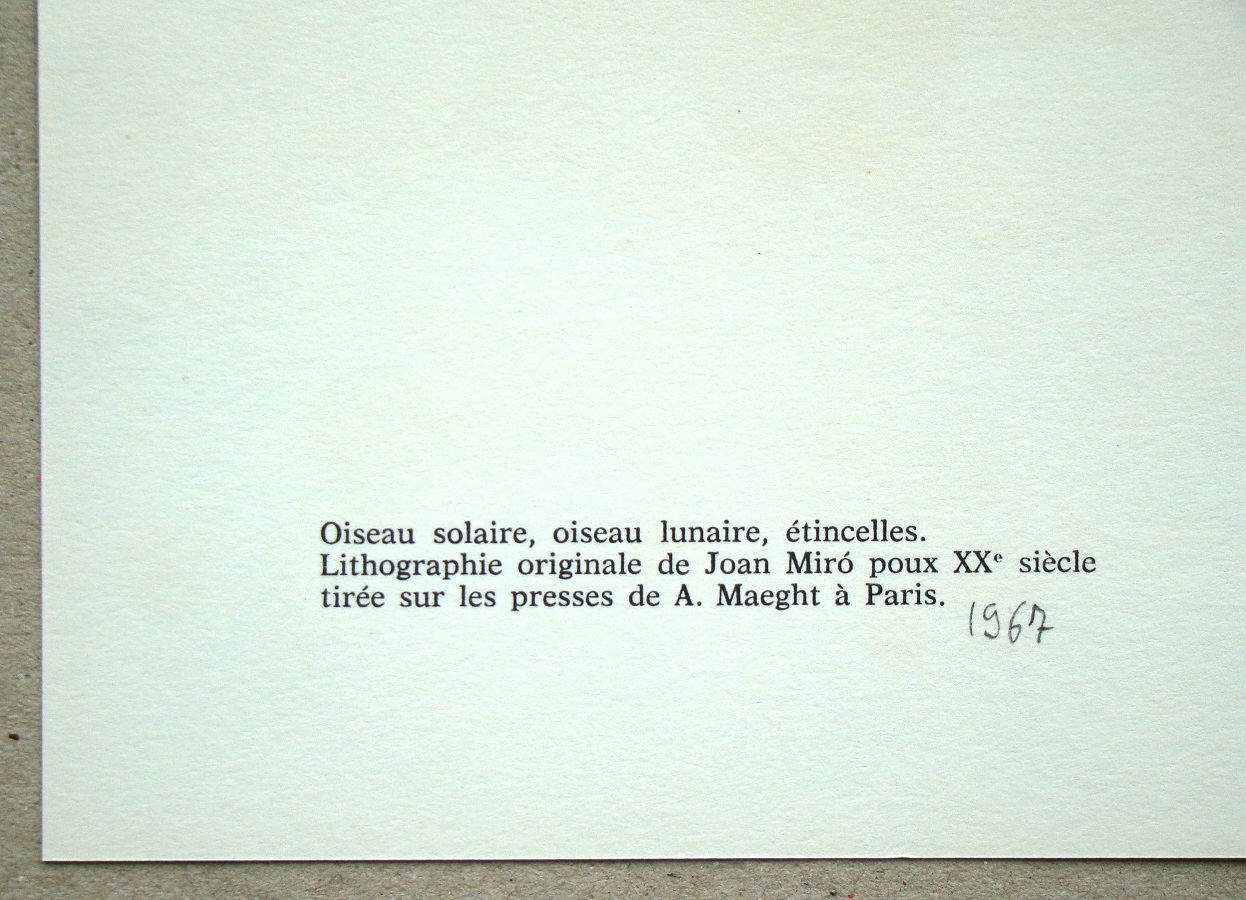 Oiseau solaire, oiseau lunaire, étincelles.
Lithographie originale de Joan Miró poux XXᵉ siècle
tirée sur les presses de A. Maeght à Paris.
1967